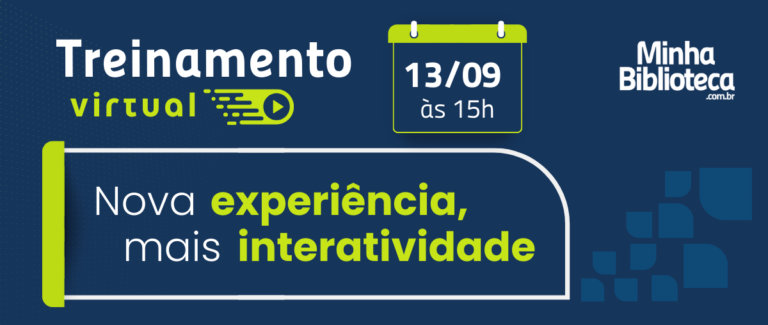 Treinamento
virtual
13/09
às 15h
Minha
Biblioteca
.com.br
Nova experiência,
mais interatividade